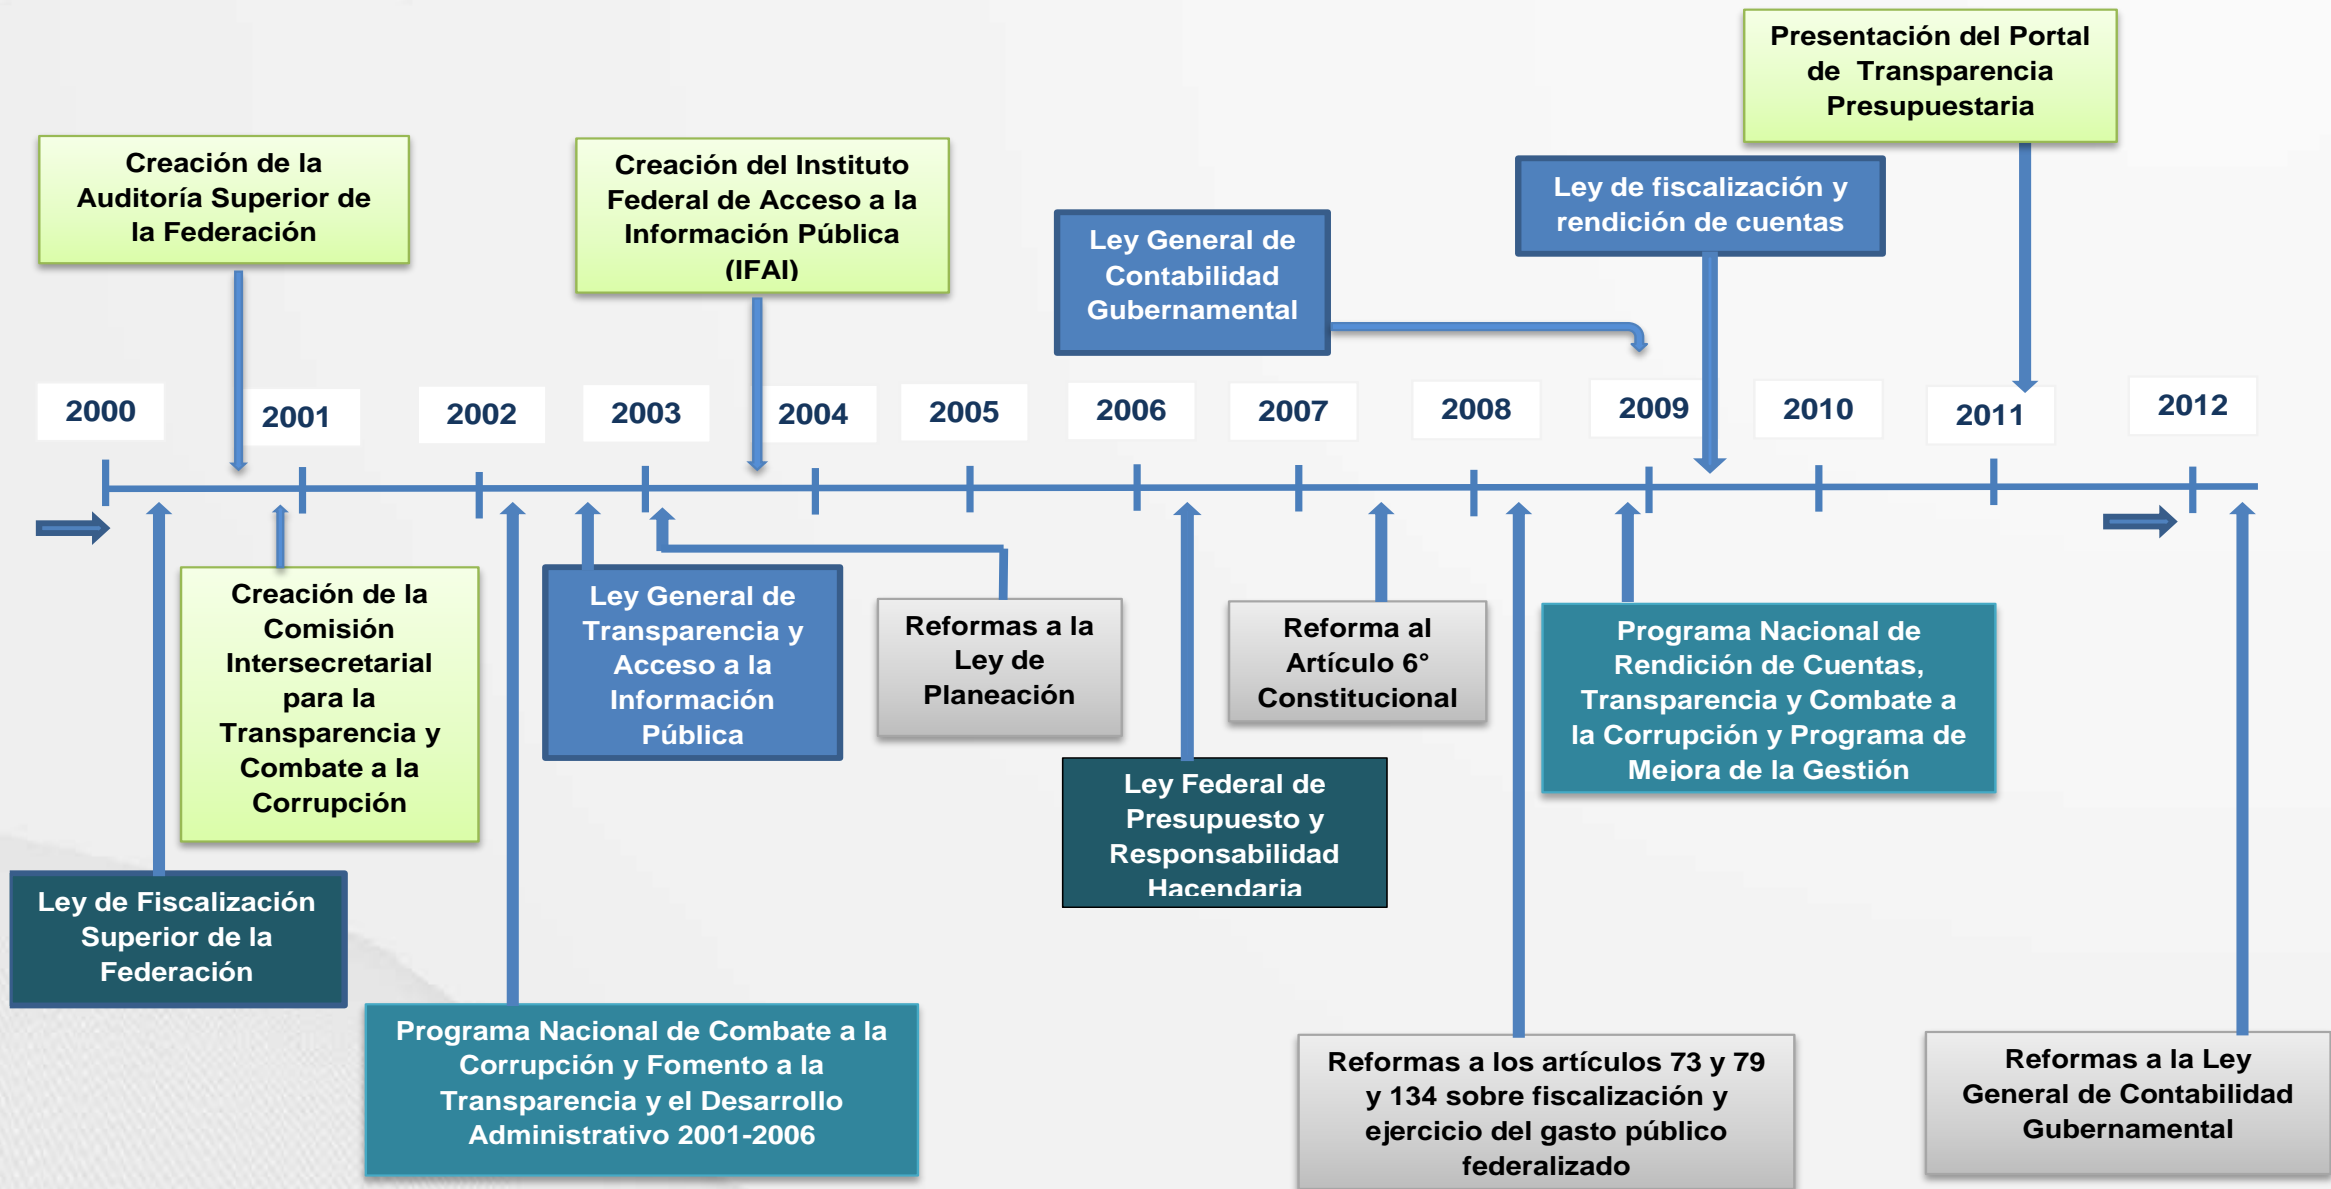 Presentación del Portal
de Transparencia
Presupuestaria
Creación de la
Auditoría Superior de
la Federación
Creación del Instituto
Federal de Acceso a la
Información Pública
(IFAI)
Ley General de
Contabilidad
Gubernamental
Ley de fiscalización y
rendición de cuentas
2000
2001
2002
2003
2004
2005
2006
2007
2008
2009
2010
2011
2012
Creación de la
Comisión
Intersecretarial
para la
Transparencia y
Combate a la
Corrupción
Ley General de
Transparencia y
Acceso a la
Información
Pública
Reformas a la
Ley de
Planeación
Reforma al
Artículo 6°
Constitucional
Programa Nacional de
Rendición de Cuentas,
Transparencia y Combate a
la Corrupción y Programa de
Mejora de la Gestión
Ley Federal de
Presupuesto y
Responsabilidad
Hacendaria
Ley de Fiscalización
Superior de la
Federación
Programa Nacional de Combate a la
Corrupción y Fomento a la
Transparencia y el Desarrollo
Administrativo 2001-2006
Reformas a los artículos 73 y 79
y 134 sobre fiscalización y
ejercicio del gasto público
federalizado
Reformas a la Ley
General de Contabilidad
Gubernamental